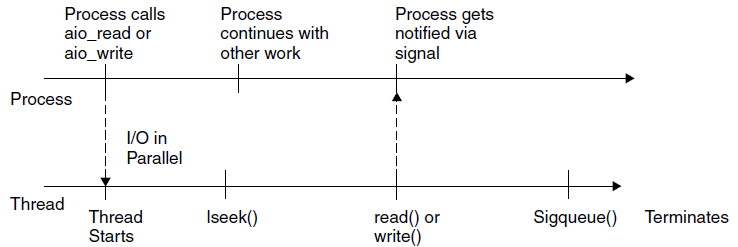 Process calls
aio_read or
aio_write
Process
continues with
other work
Process gets
notified via
signal
Process
I/O in
Parallel
Thread
Thread
Starts
lseek()
read() or
write()
Sigqueue()
Terminates